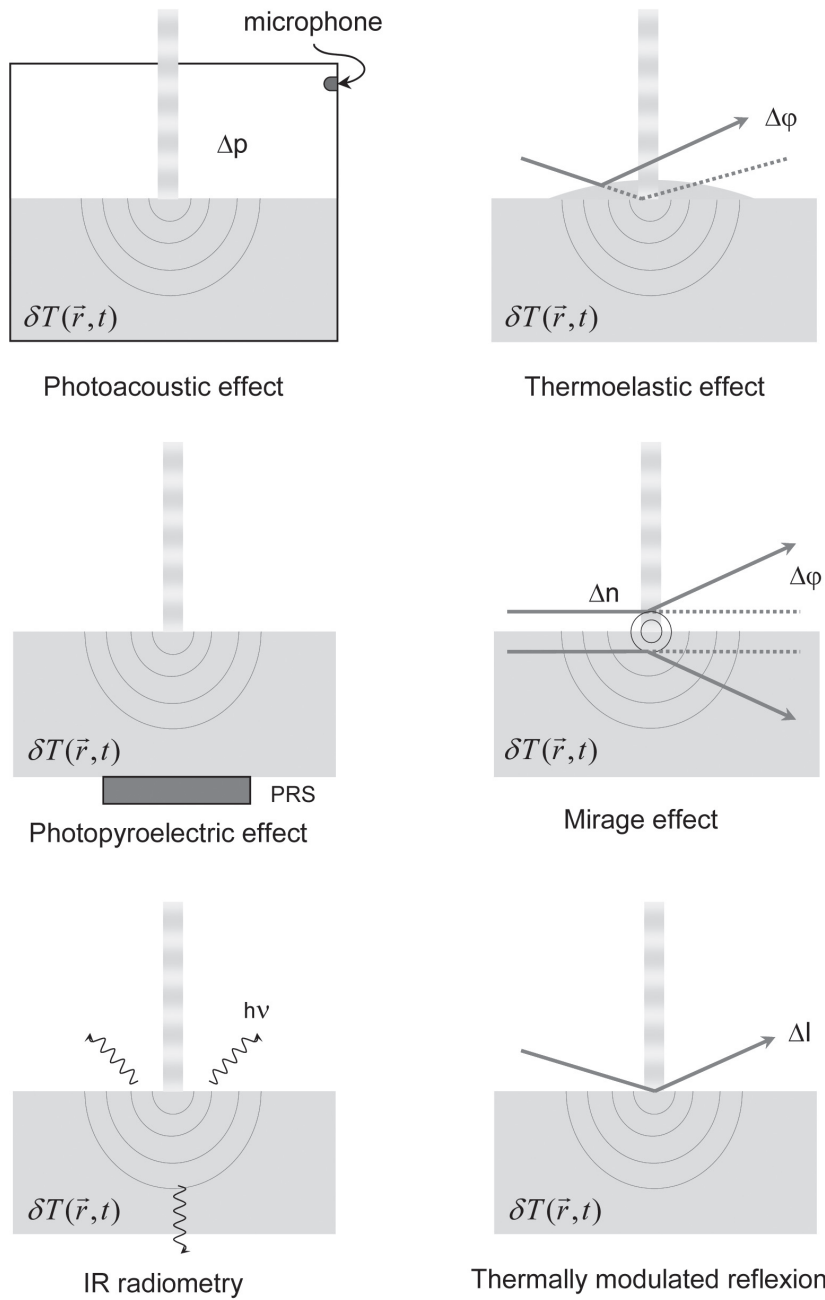 microphone
Δp
δT(r⃗,t)
Photoacoustic effect
Δφ
δT(r⃗,t)
Thermoelastic effect
δT(r⃗,t)
PRS
Photopyroelectric effect
Δn
Δφ
δT(r⃗,t)
Mirage effect
hν
δT(r⃗,t)
IR radiometry
ΔI
δT(r⃗,t)
Thermally modulated reflexion